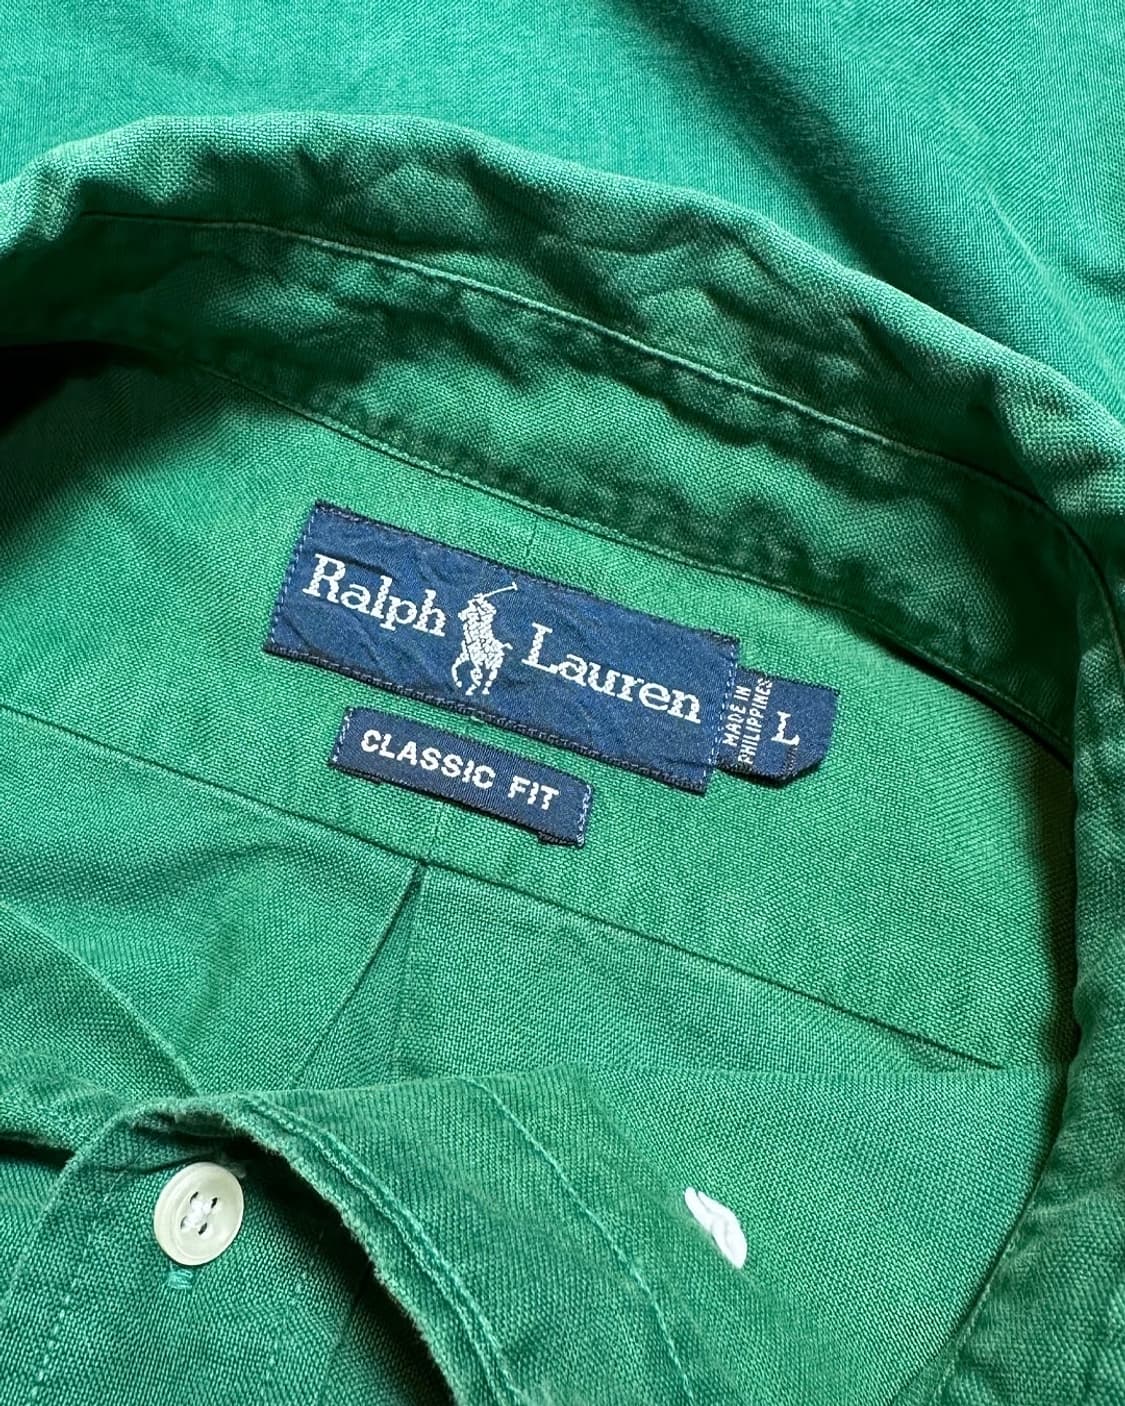 Ralph Lauren
MADE IN
PHILIPPINES
L
CLASSIC FIT